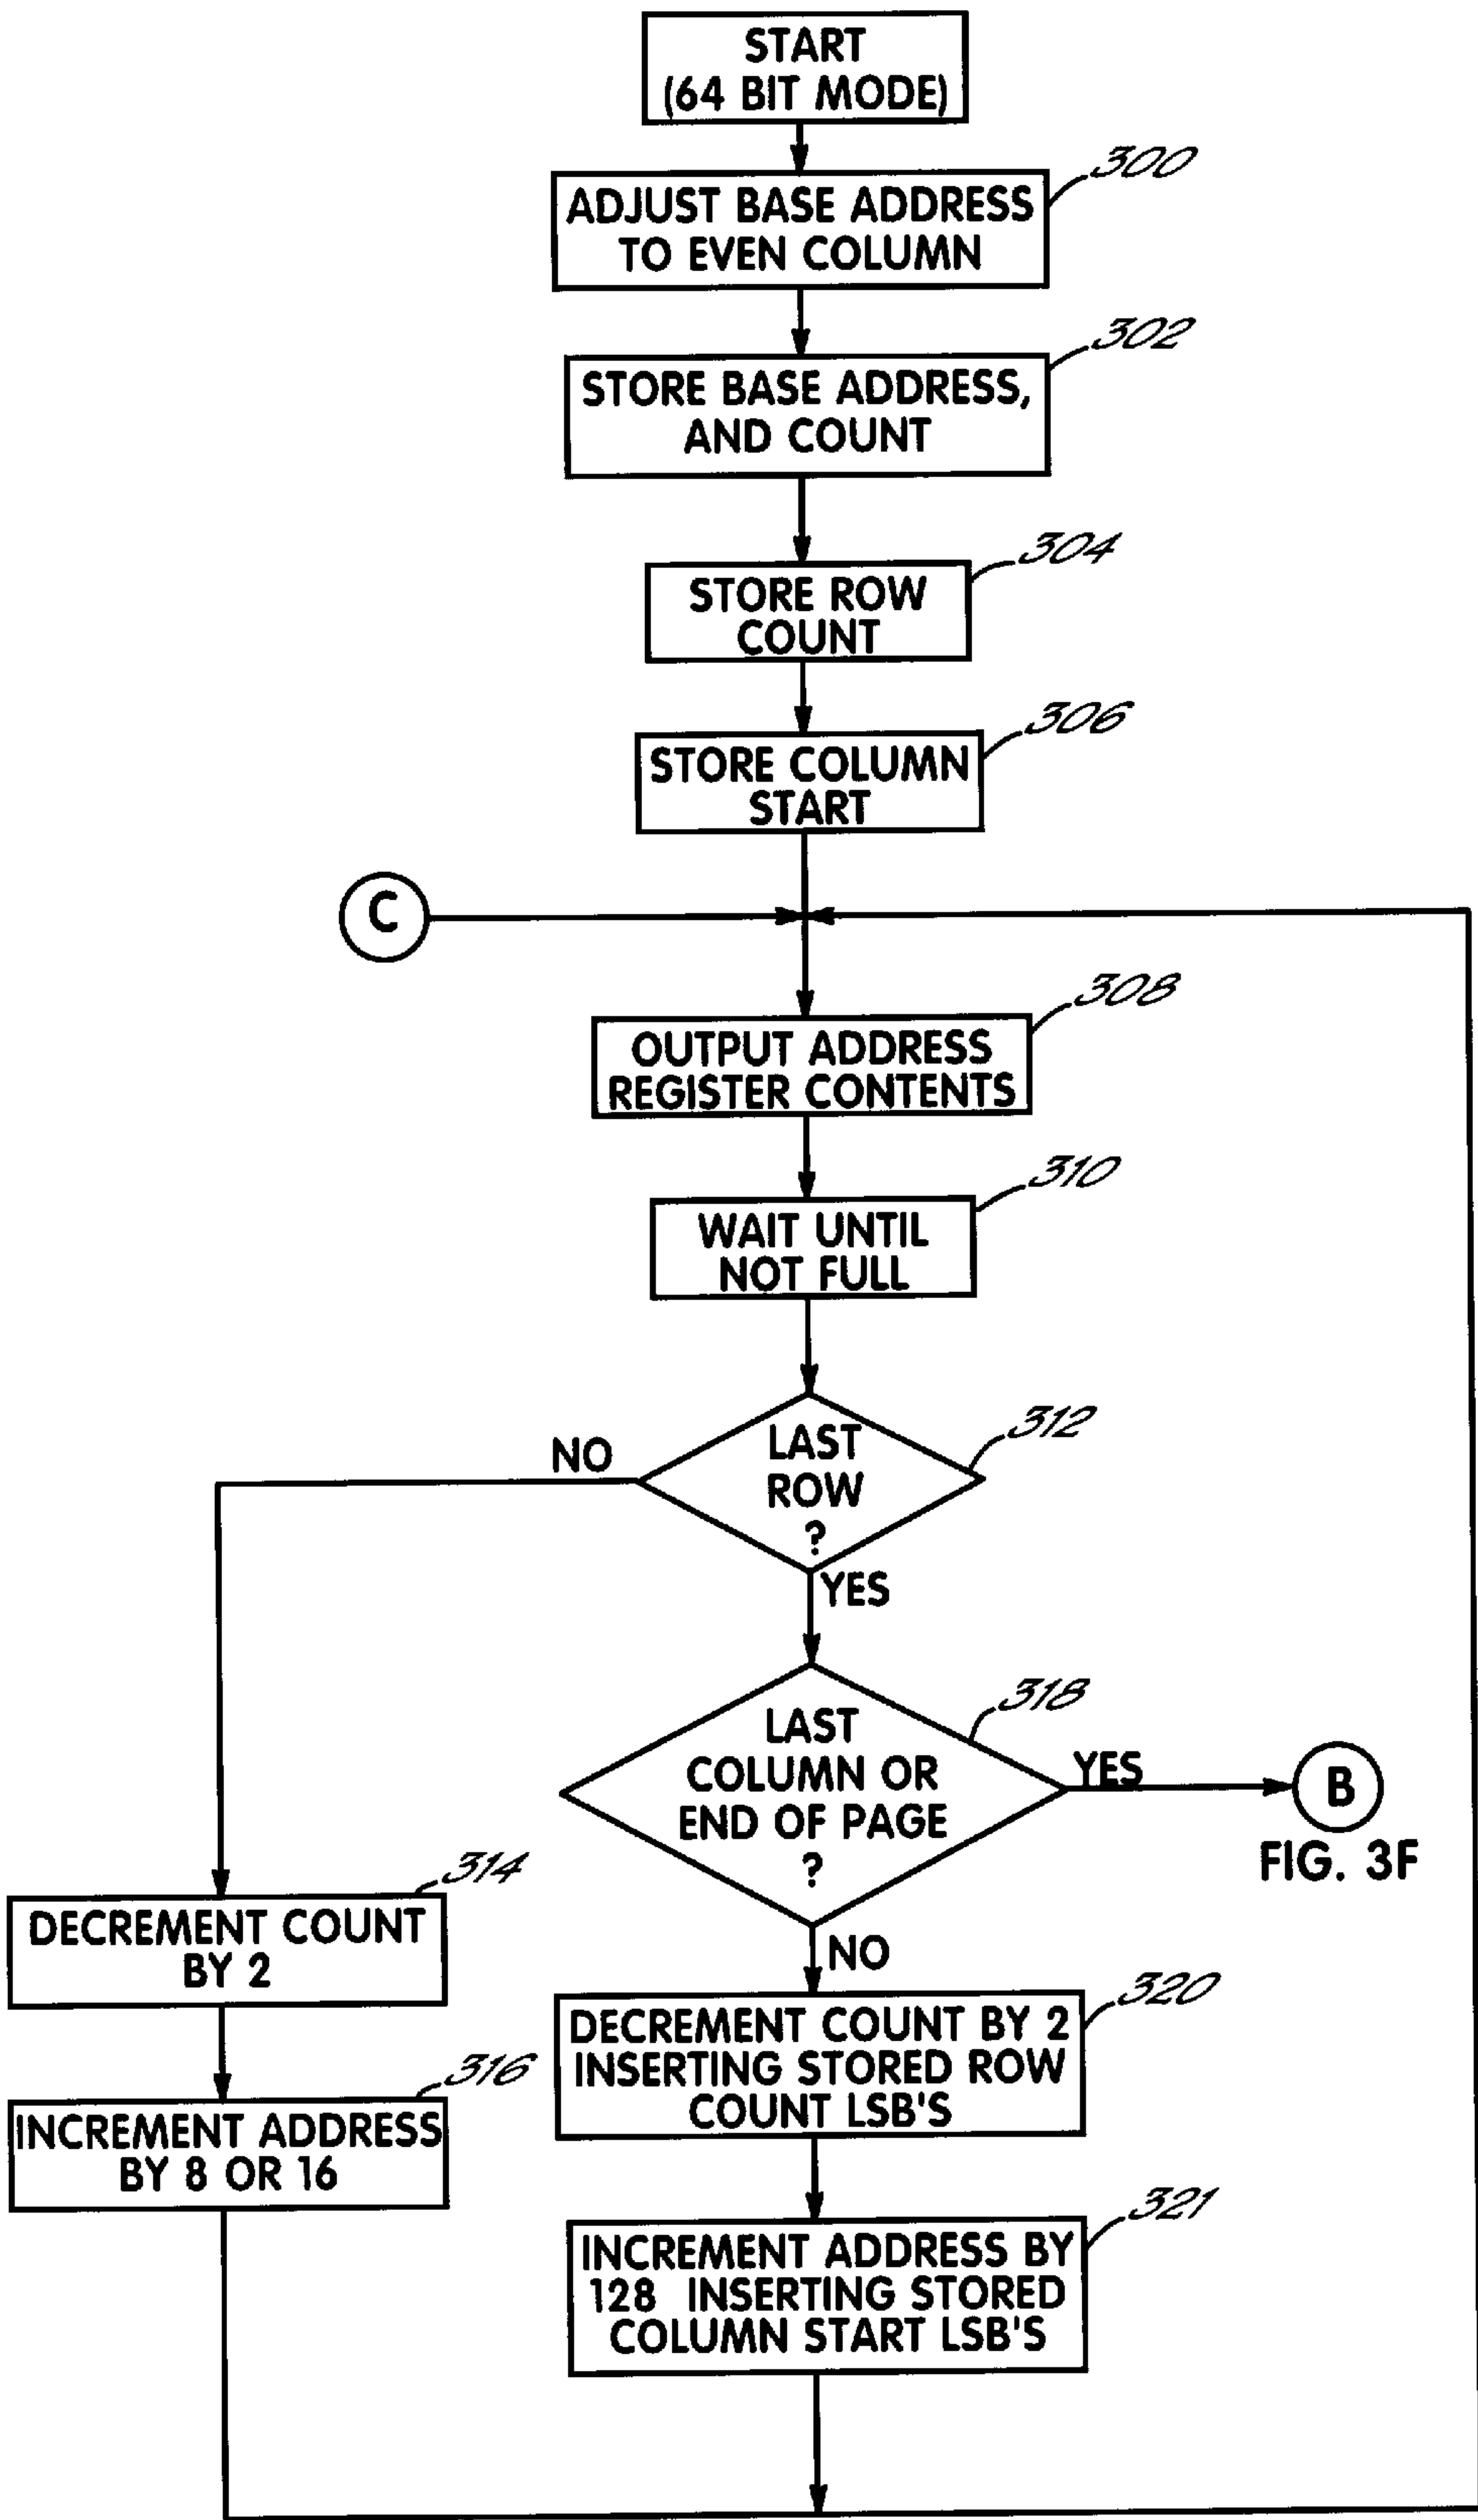 START
(64 BIT MODE)
300
ADJUST BASE ADDRESS
TO EVEN COLUMN
302
STORE BASE ADDRESS,
AND COUNT
304
STORE ROW
COUNT
306
STORE COLUMN
START
C
308
OUTPUT ADDRESS
REGISTER CONTENTS
310
WAIT UNTIL
NOT FULL
312
LAST
ROW
?
NO
YES
318
LAST
COLUMN OR
END OF PAGE
?
YES
B
FIG. 3F
NO
314
DECREMENT COUNT
BY 2
316
INCREMENT ADDRESS
BY 8 OR 16
320
DECREMENT COUNT BY 2
INSERTING STORED ROW
COUNT LSB'S
321
INCREMENT ADDRESS BY
128 INSERTING STORED
COLUMN START LSB'S